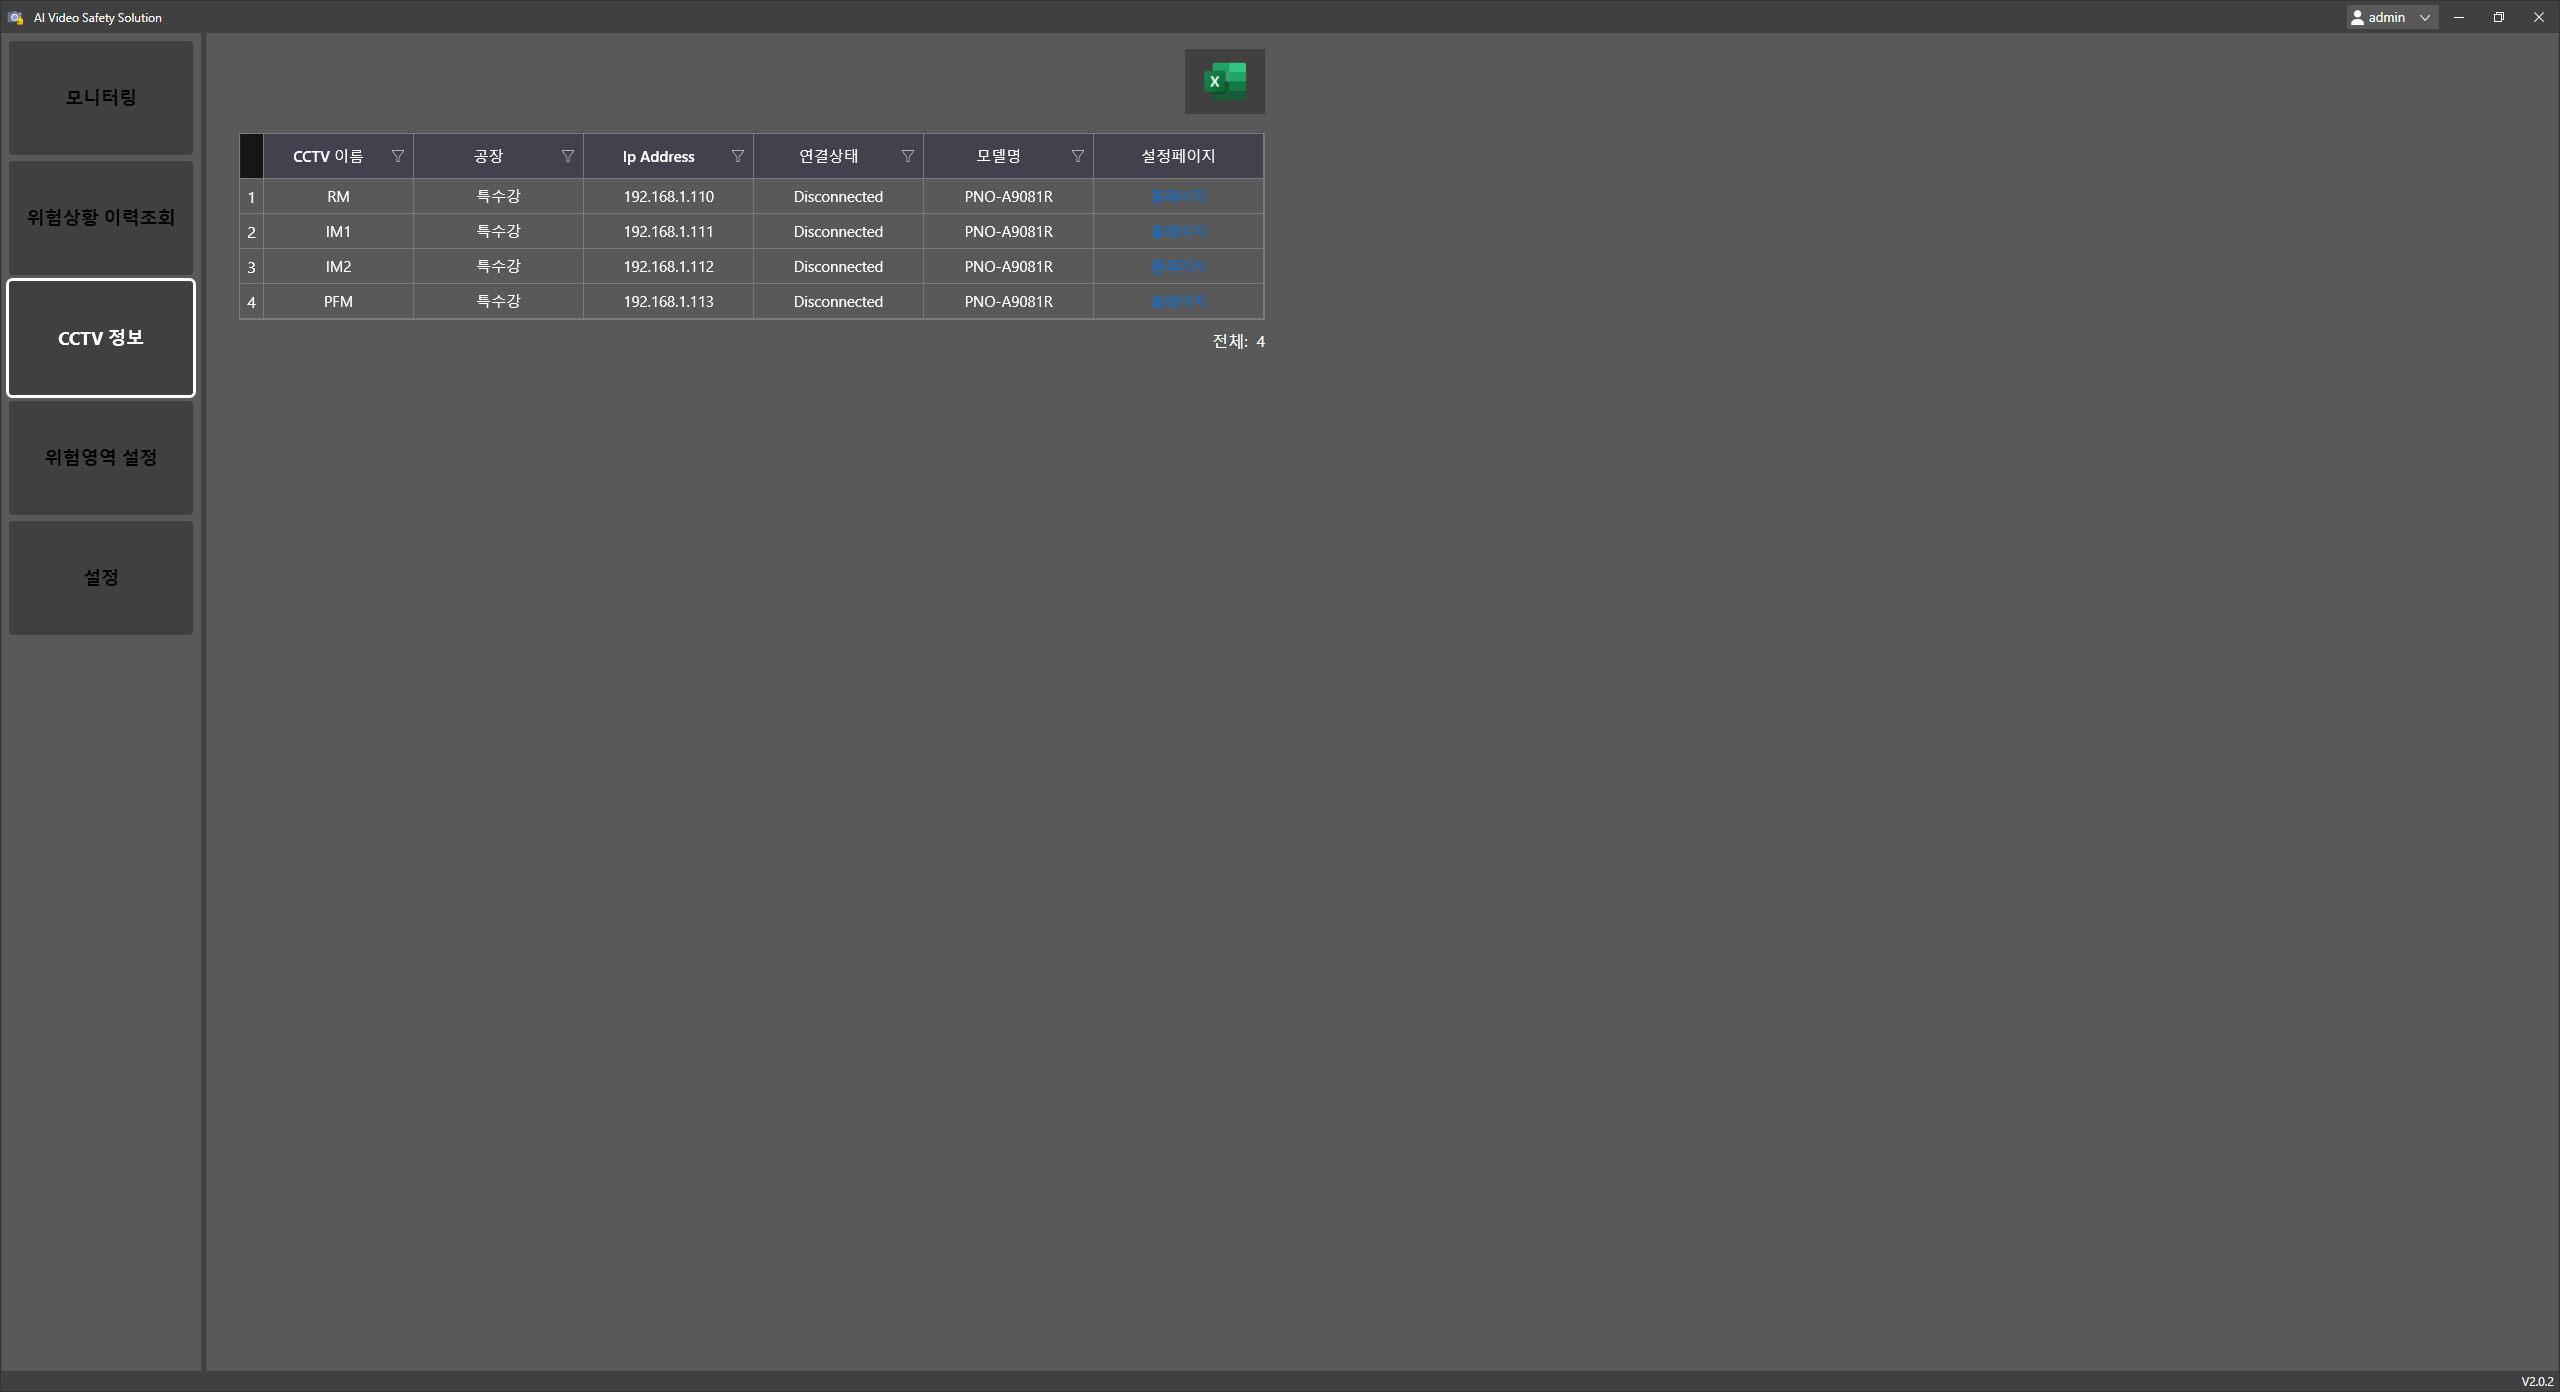 AI Video Safety Solution
admin
모니터링
위험상황 이력조회
CCTV 정보
위험영역 설정
설정
X
CCTV 이름 공장 Ip Address 연결상태 모델명 설정페이지
1 RM 특수강 192.168.1.110 Disconnected PNO-A9081R
2 IM1 특수강 192.168.1.111 Disconnected PNO-A9081R
3 IM2 특수강 192.168.1.112 Disconnected PNO-A9081R
4 PFM 특수강 192.168.1.113 Disconnected PNO-A9081R
전체: 4
V2.0.2